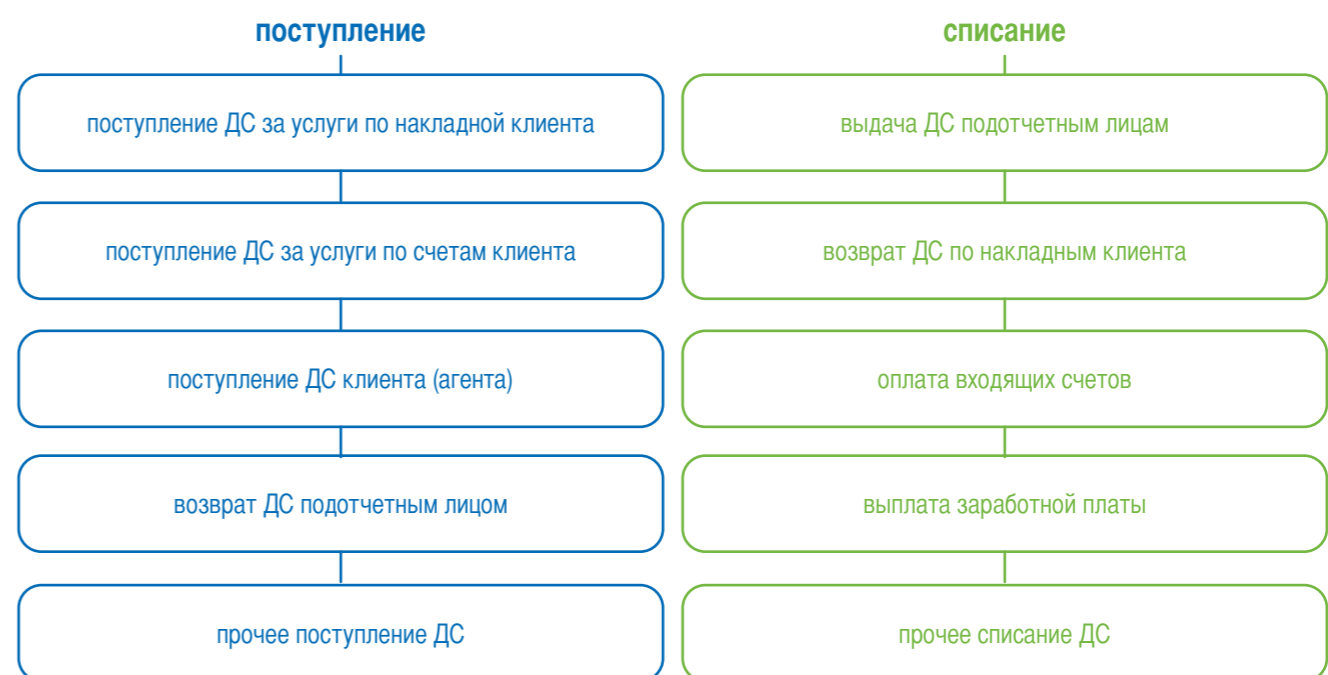 поступление
поступление ДС за услуги по накладной клиента
поступление ДС за услуги по счетам клиента
поступление ДС клиента (агента)
возврат ДС подотчетным лицом
прочее поступление ДС
списание
выдача ДС подотчетным лицам
возврат ДС по накладным клиента
оплата входящих счетов
выплата заработной платы
прочее списание ДС